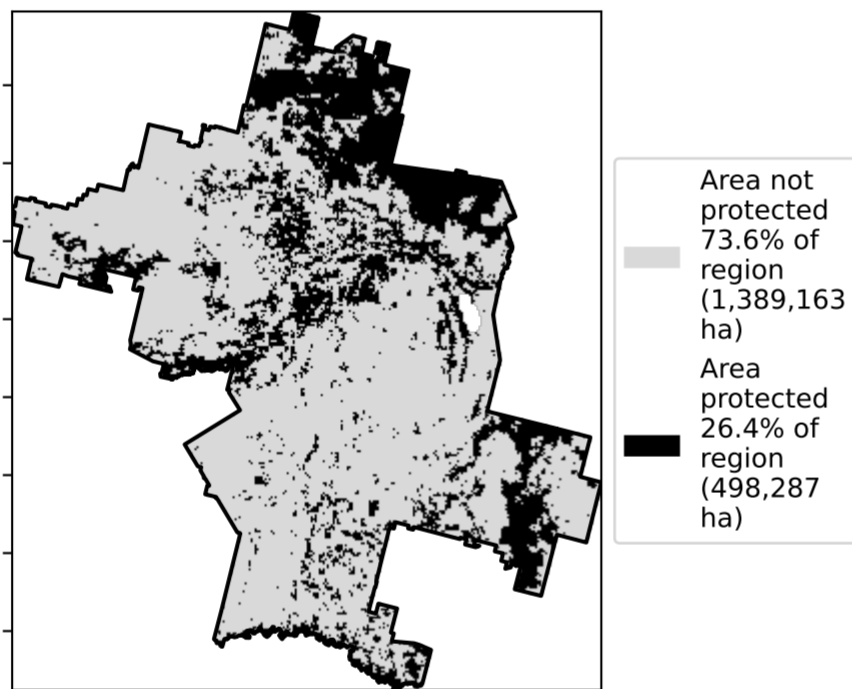 Area not
protected
73.6% of
region
(1,389,163
ha)
Area
protected
26.4% of
region
(498,287
ha)